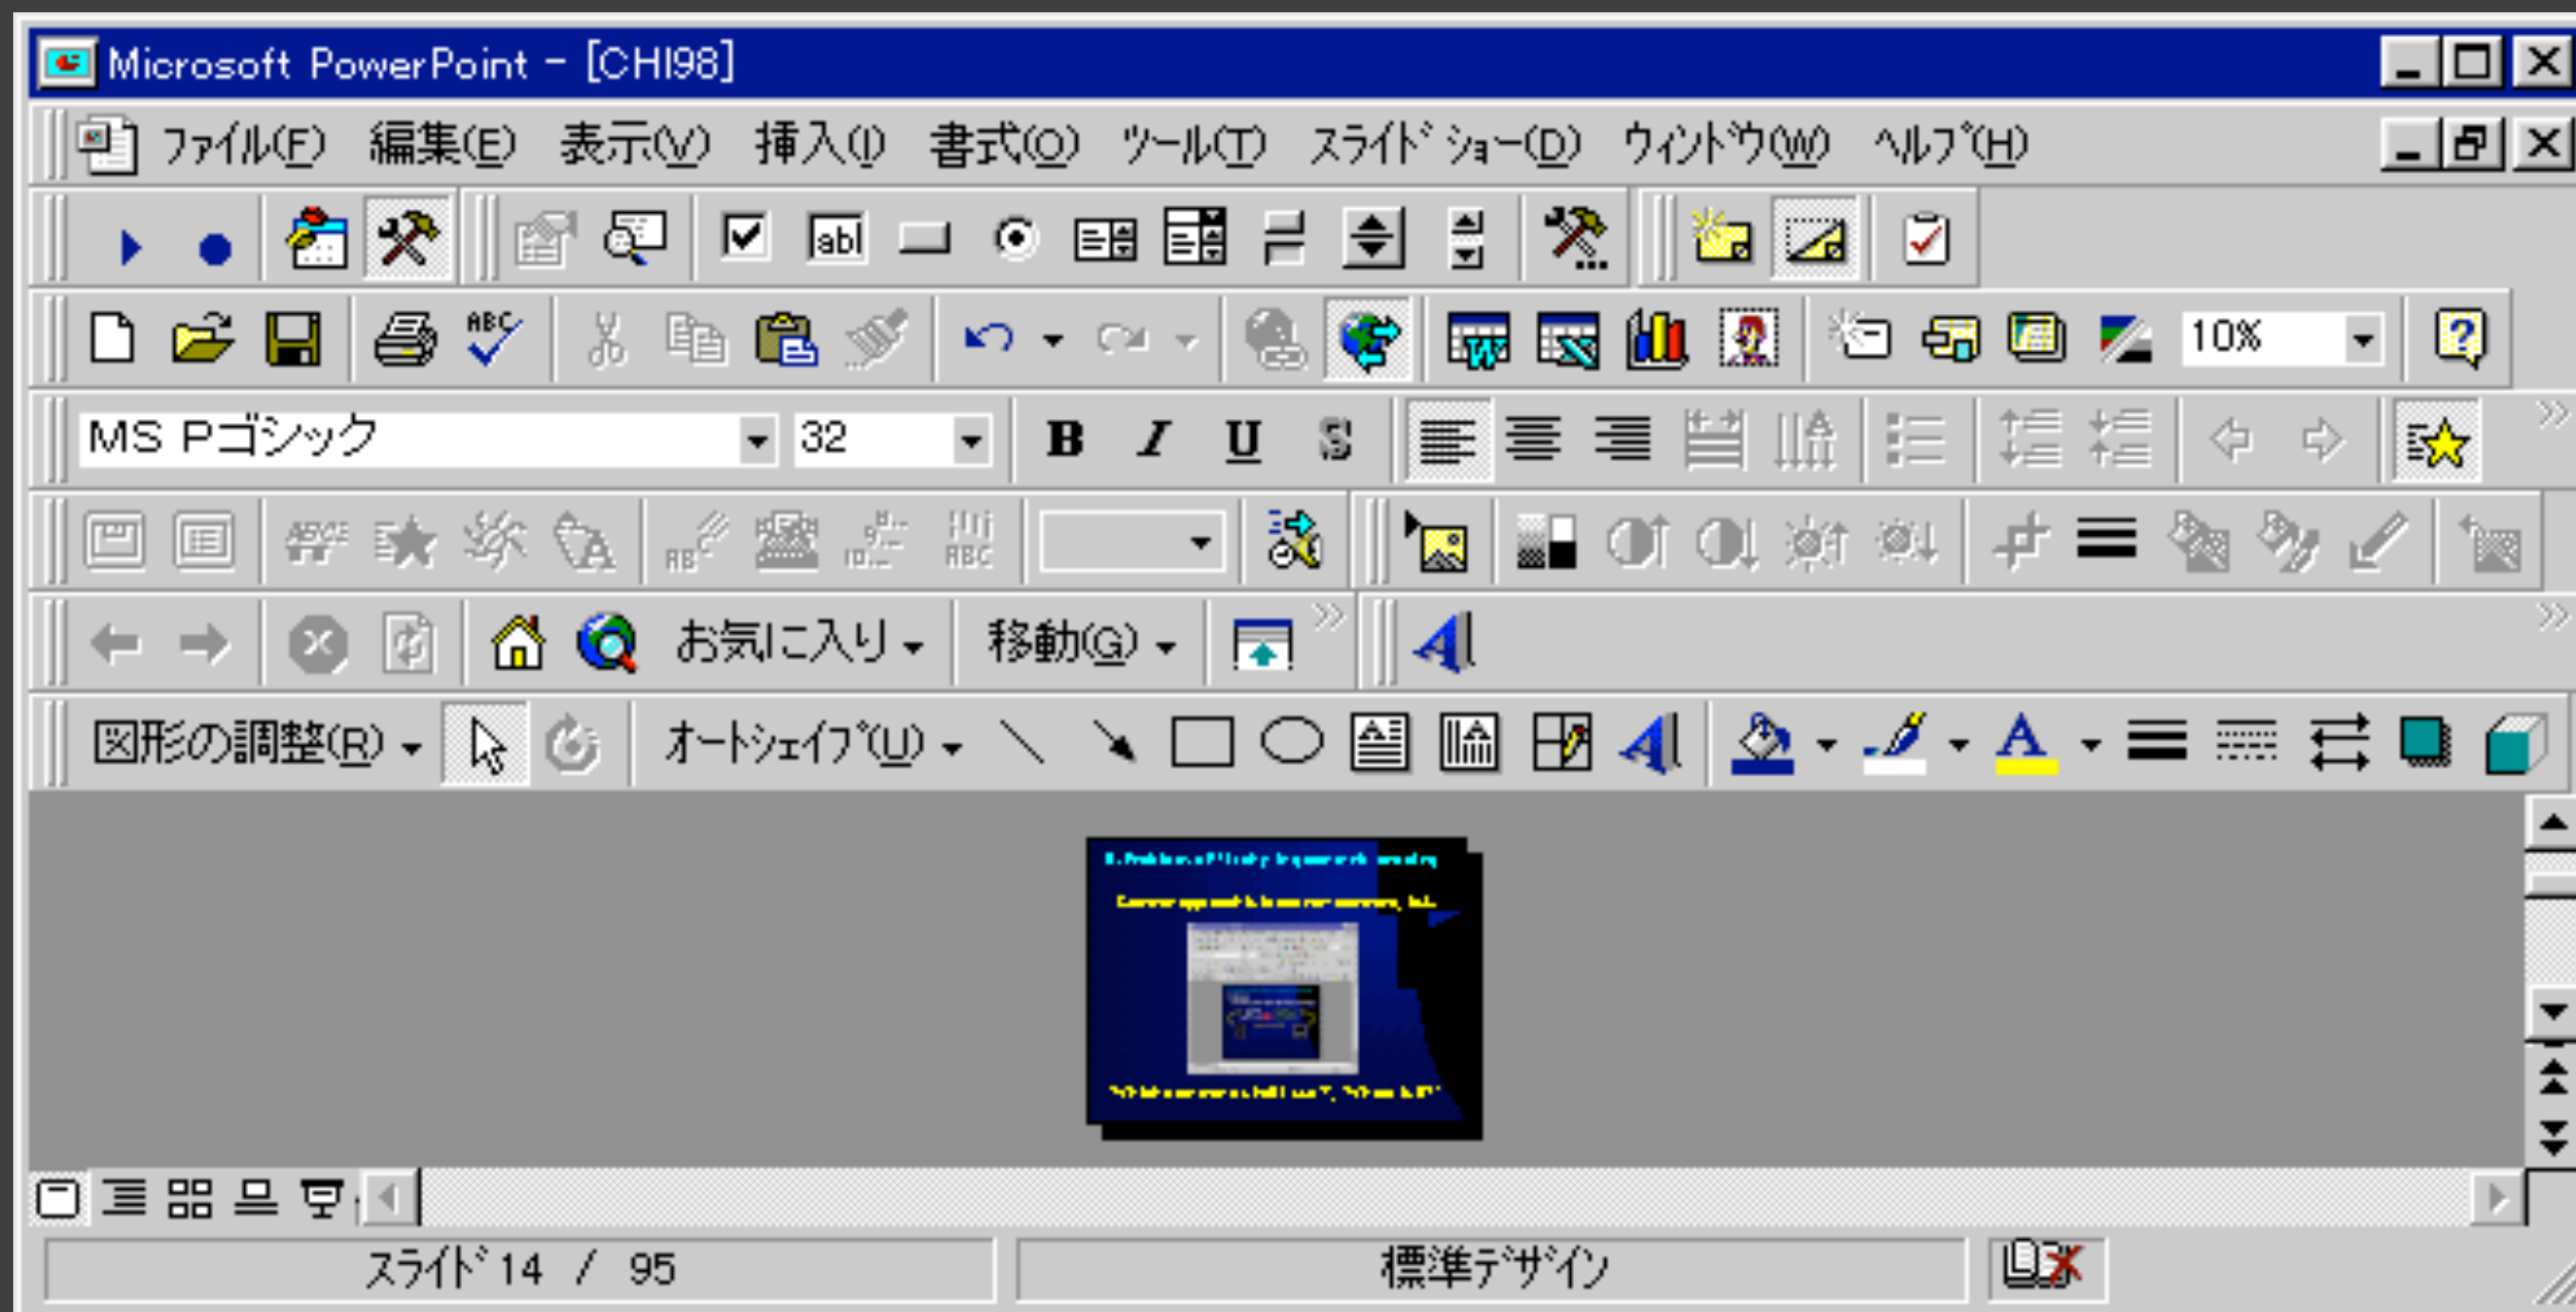 Microsoft PowerPoint - [CHI98]
ﾌｧｲﾙ(F) 編集(E) 表示(V) 挿入(I) 書式(O) ﾂｰﾙ(T) ｽﾗｲﾄﾞ ｼｮｰ(D) ｳｨﾝﾄﾞｳ(W) ﾍﾙﾌﾟ(H)
abl
ABC W X 10% ?
MS Pゴシック 32 B I U S
お気に入り 移動(G) A
図形の調整(R) ｵｰﾄｼｪｲﾌﾟ(U) A A
ｽﾗｲﾄﾞ 14 / 95 標準ﾃﾞｻﾞｲﾝ